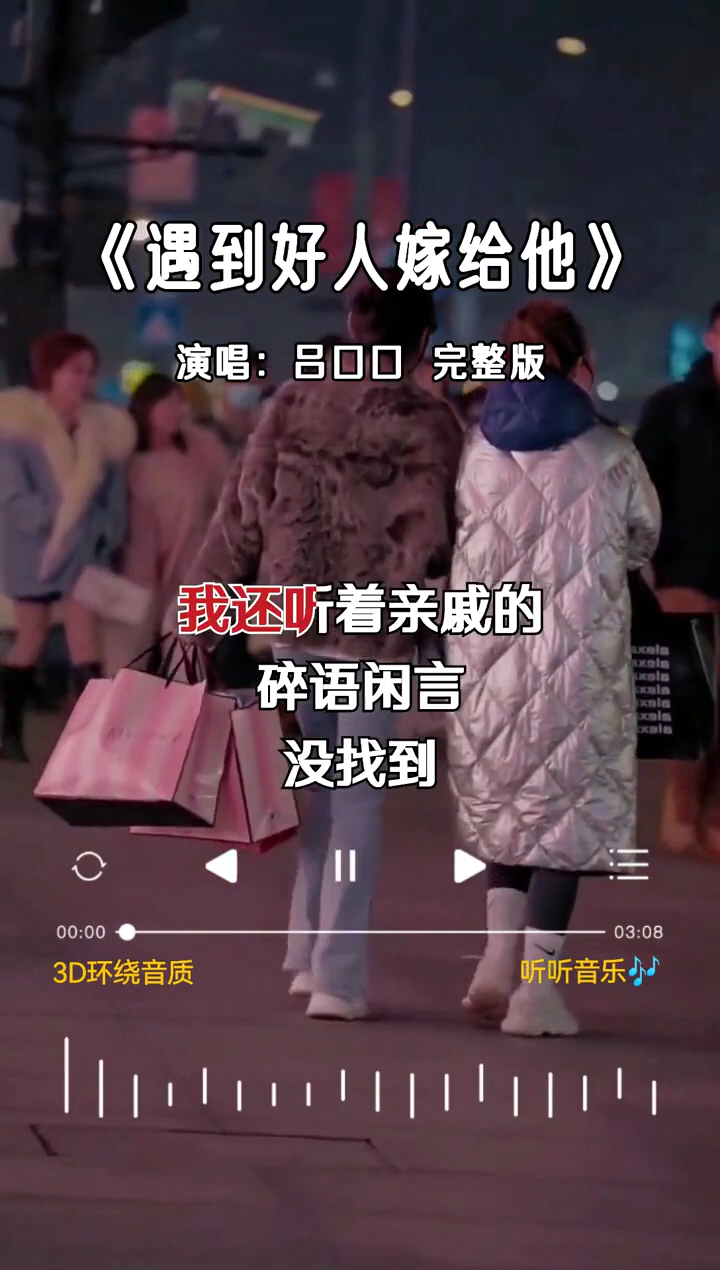 《遇到好人嫁给他》
演唱：吕口口 完整版
我还听着亲戚的
碎语闲言
没找到
00:00
03:08
3D环绕音质
听听音乐🎶